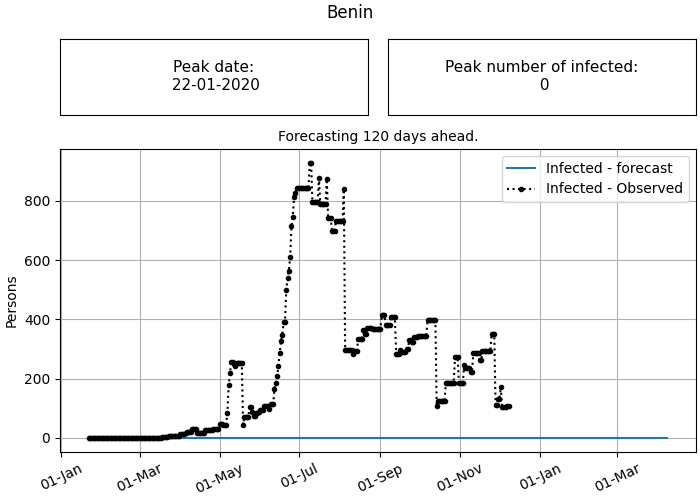 Benin
Peak date:
22-01-2020
Peak number of infected:
0
Forecasting 120 days ahead.
Infected - forecast
Infected - Observed
Persons
800
600
400
200
0
01-Jan
01-Mar
01-May
01-Jul
01-Sep
01-Nov
01-Jan
01-Mar